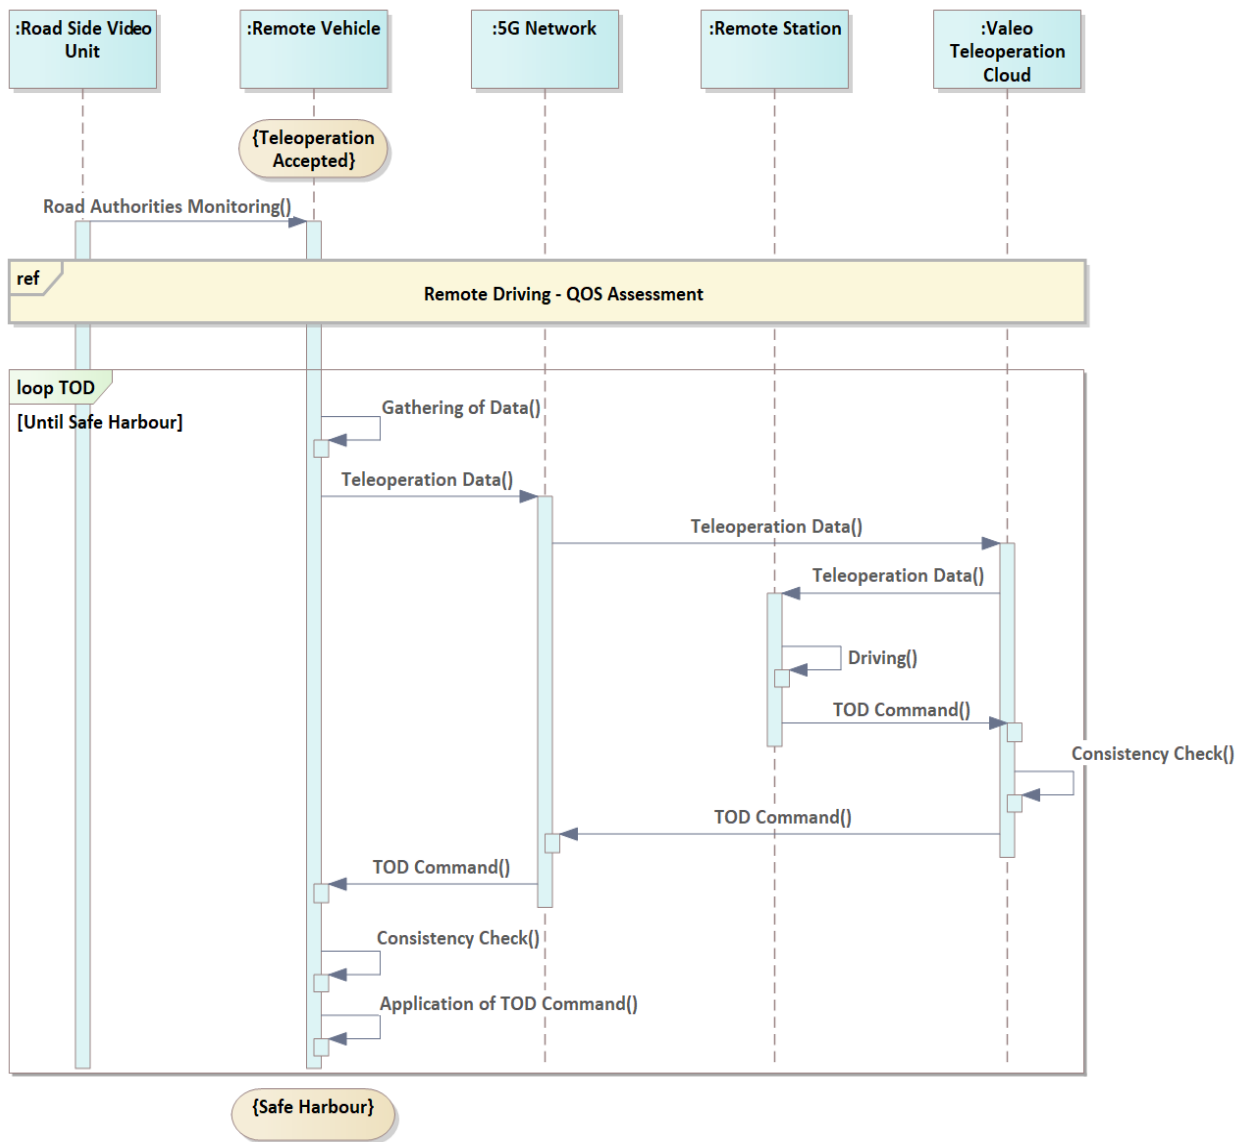 :Road Side Video
Unit
:Remote Vehicle
:5G Network
:Remote Station
:Valeo
Teleoperation
Cloud
{Teleoperation
Accepted}
Road Authorities Monitoring()
ref
Remote Driving - QOS Assessment
loop TOD
[Until Safe Harbour]
Gathering of Data()
Teleoperation Data()
Teleoperation Data()
Teleoperation Data()
Driving()
TOD Command()
Consistency Check()
TOD Command()
TOD Command()
Consistency Check()
Application of TOD Command()
{Safe Harbour}